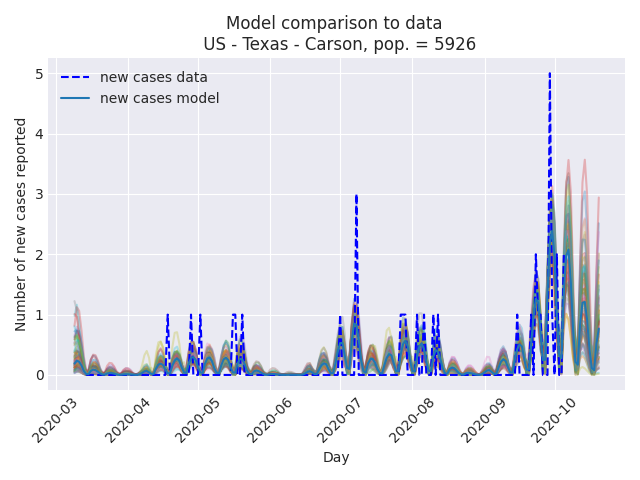 Model comparison to data
US - Texas - Carson, pop. = 5926
new cases data
new cases model
Number of new cases reported
5
4
3
2
1
0
2020-03
2020-04
2020-05
2020-06
2020-07
2020-08
2020-09
2020-10
Day